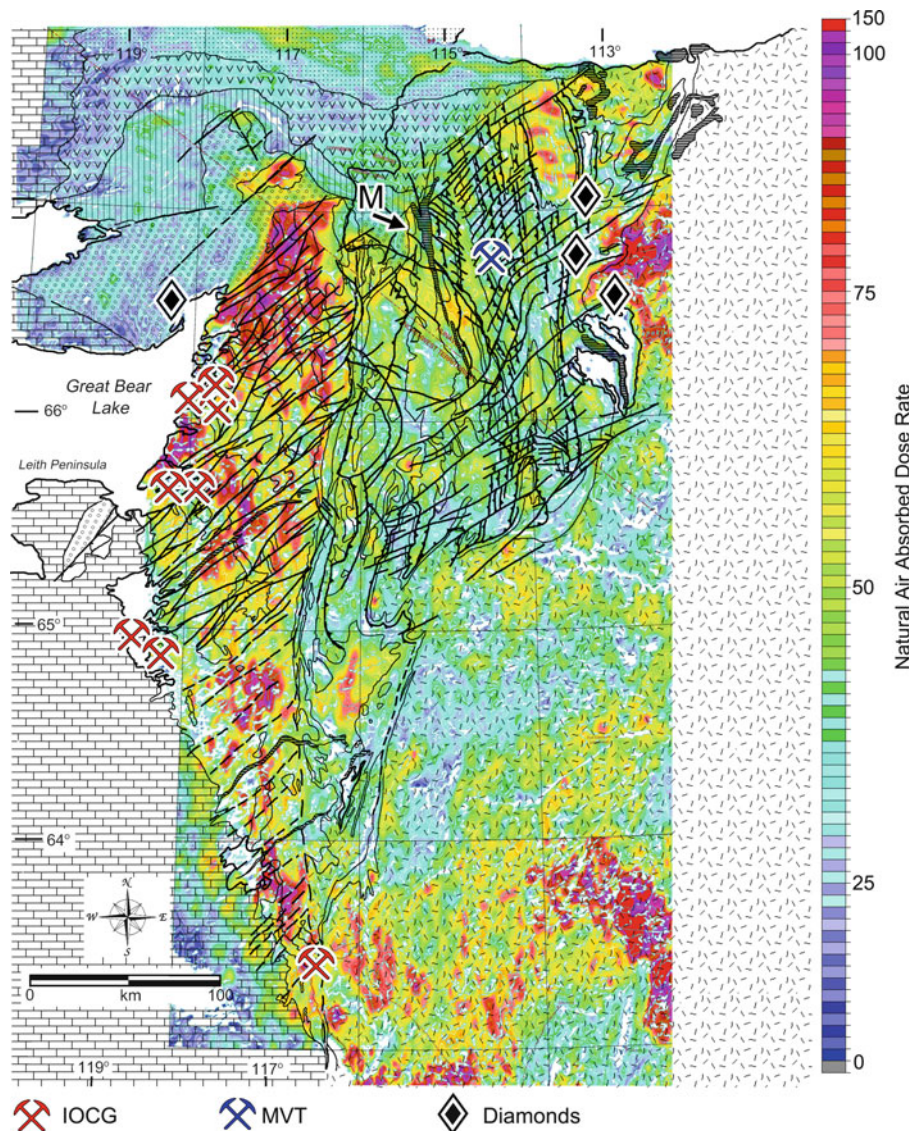 119° 117° 115° 113°
150
100
M
75
Great Bear
Lake
66°
Leith Peninsula
Natural Air Absorbed Dose Rate
50
65°
64°
N
W E
S
25
0 km 100
0
119° 117°
IOCG MVT Diamonds